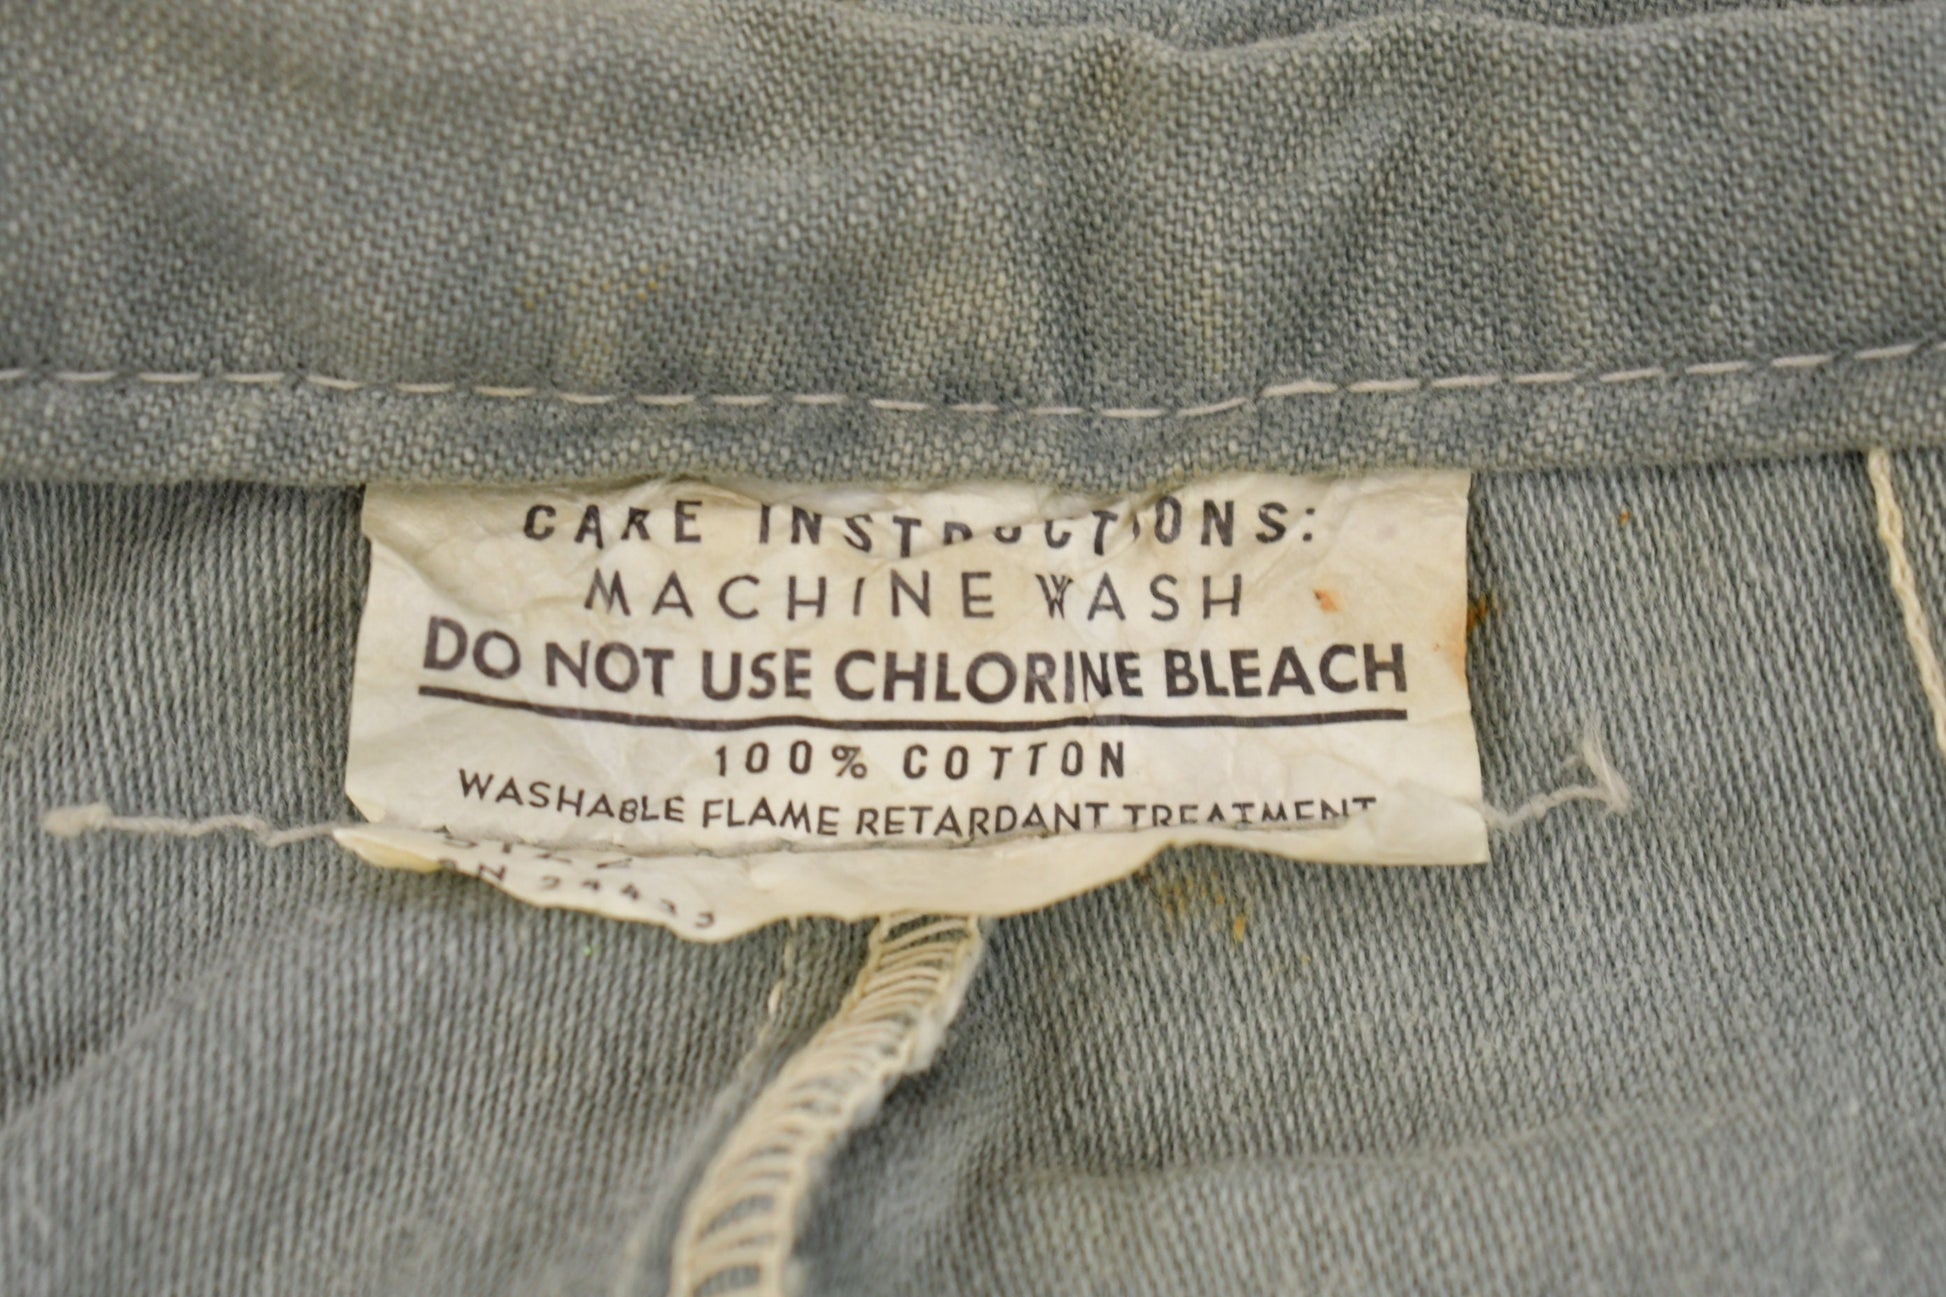 CARE INSTRUCTIONS:
MACHINE WASH
DO NOT USE CHLORINE BLEACH
100% COTTON
WASHABLE FLAME RETARDANT TREATMENT